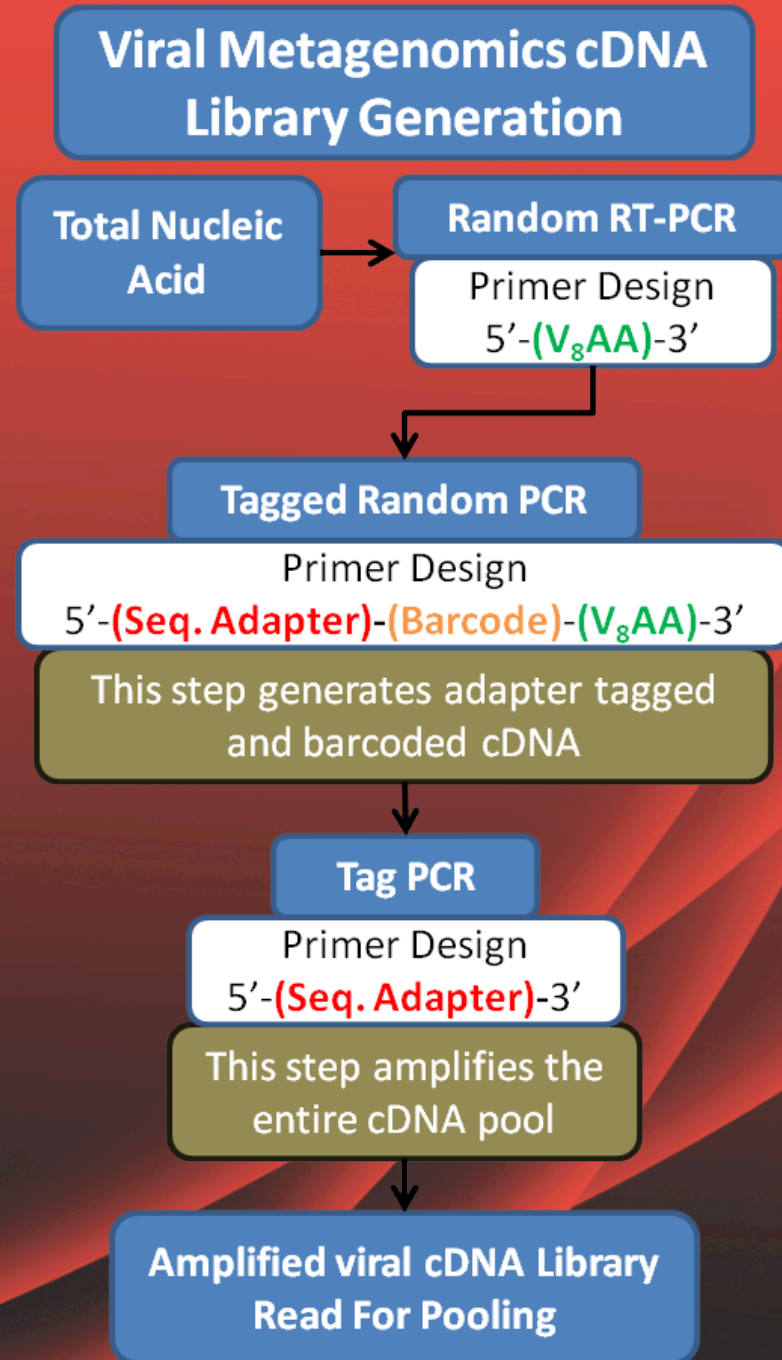 Viral Metagenomics cDNA
Library Generation
Total Nucleic
Acid
Random RT-PCR
Primer Design
5’-(V₈AA)-3’
Tagged Random PCR
Primer Design
5’-(Seq. Adapter)-(Barcode)-(V₈AA)-3’
This step generates adapter tagged
and barcoded cDNA
Tag PCR
Primer Design
5’-(Seq. Adapter)-3’
This step amplifies the
entire cDNA pool
Amplified viral cDNA Library
Read For Pooling